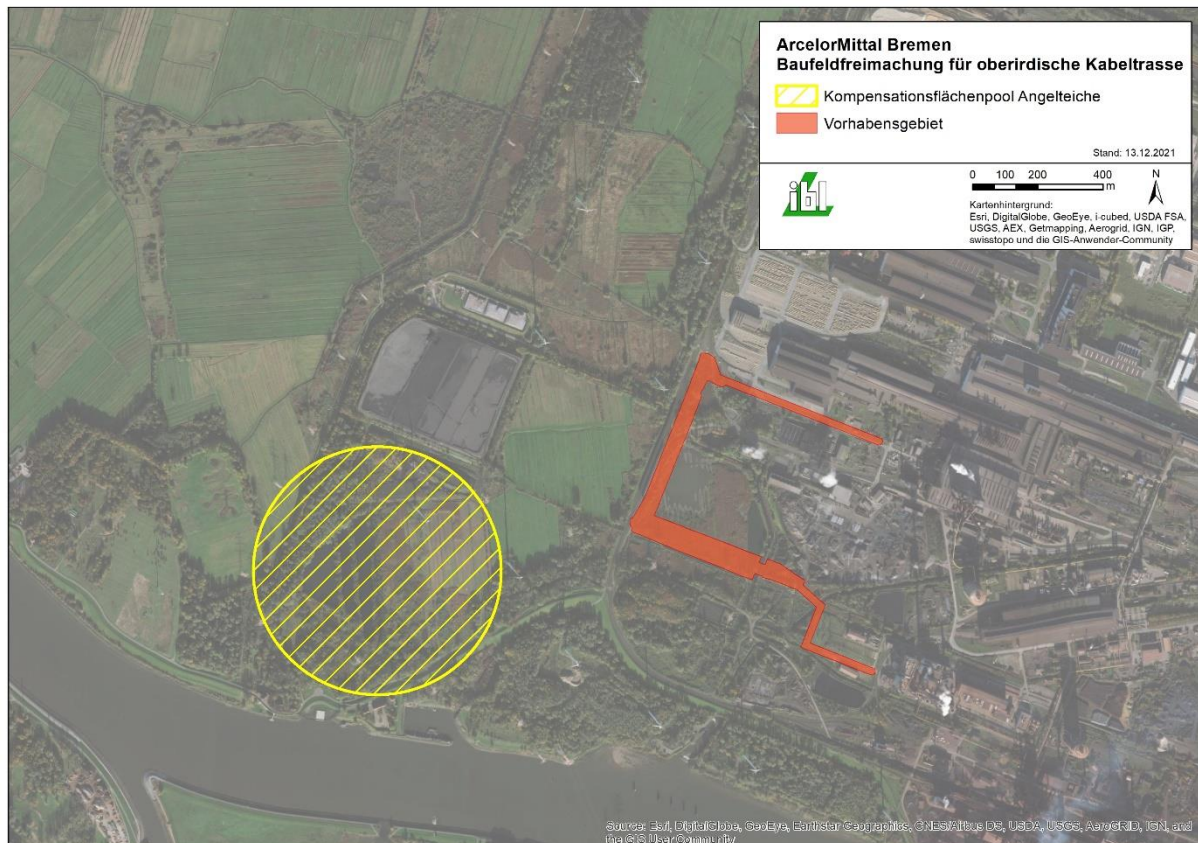 ArcelorMittal Bremen
Baufeldfreimachung für oberirdische Kabeltrasse
Kompensationsflächenpool Angelteiche
Vorhabensgebiet
Stand: 13.12.2021
ibl
0 100 200 400
m
N
Kartenhintergrund:
Esri, DigitalGlobe, GeoEye, i-cubed, USDA FSA,
USGS, AEX, Getmapping, Aerogrid, IGN, IGP,
swisstopo und die GIS-Anwender-Community
Source: Esri, DigitalGlobe, GeoEye, Earthstar Geographics, CNES/Airbus DS, USDA, USGS, AeroGRID, IGN, and
the GIS User Community